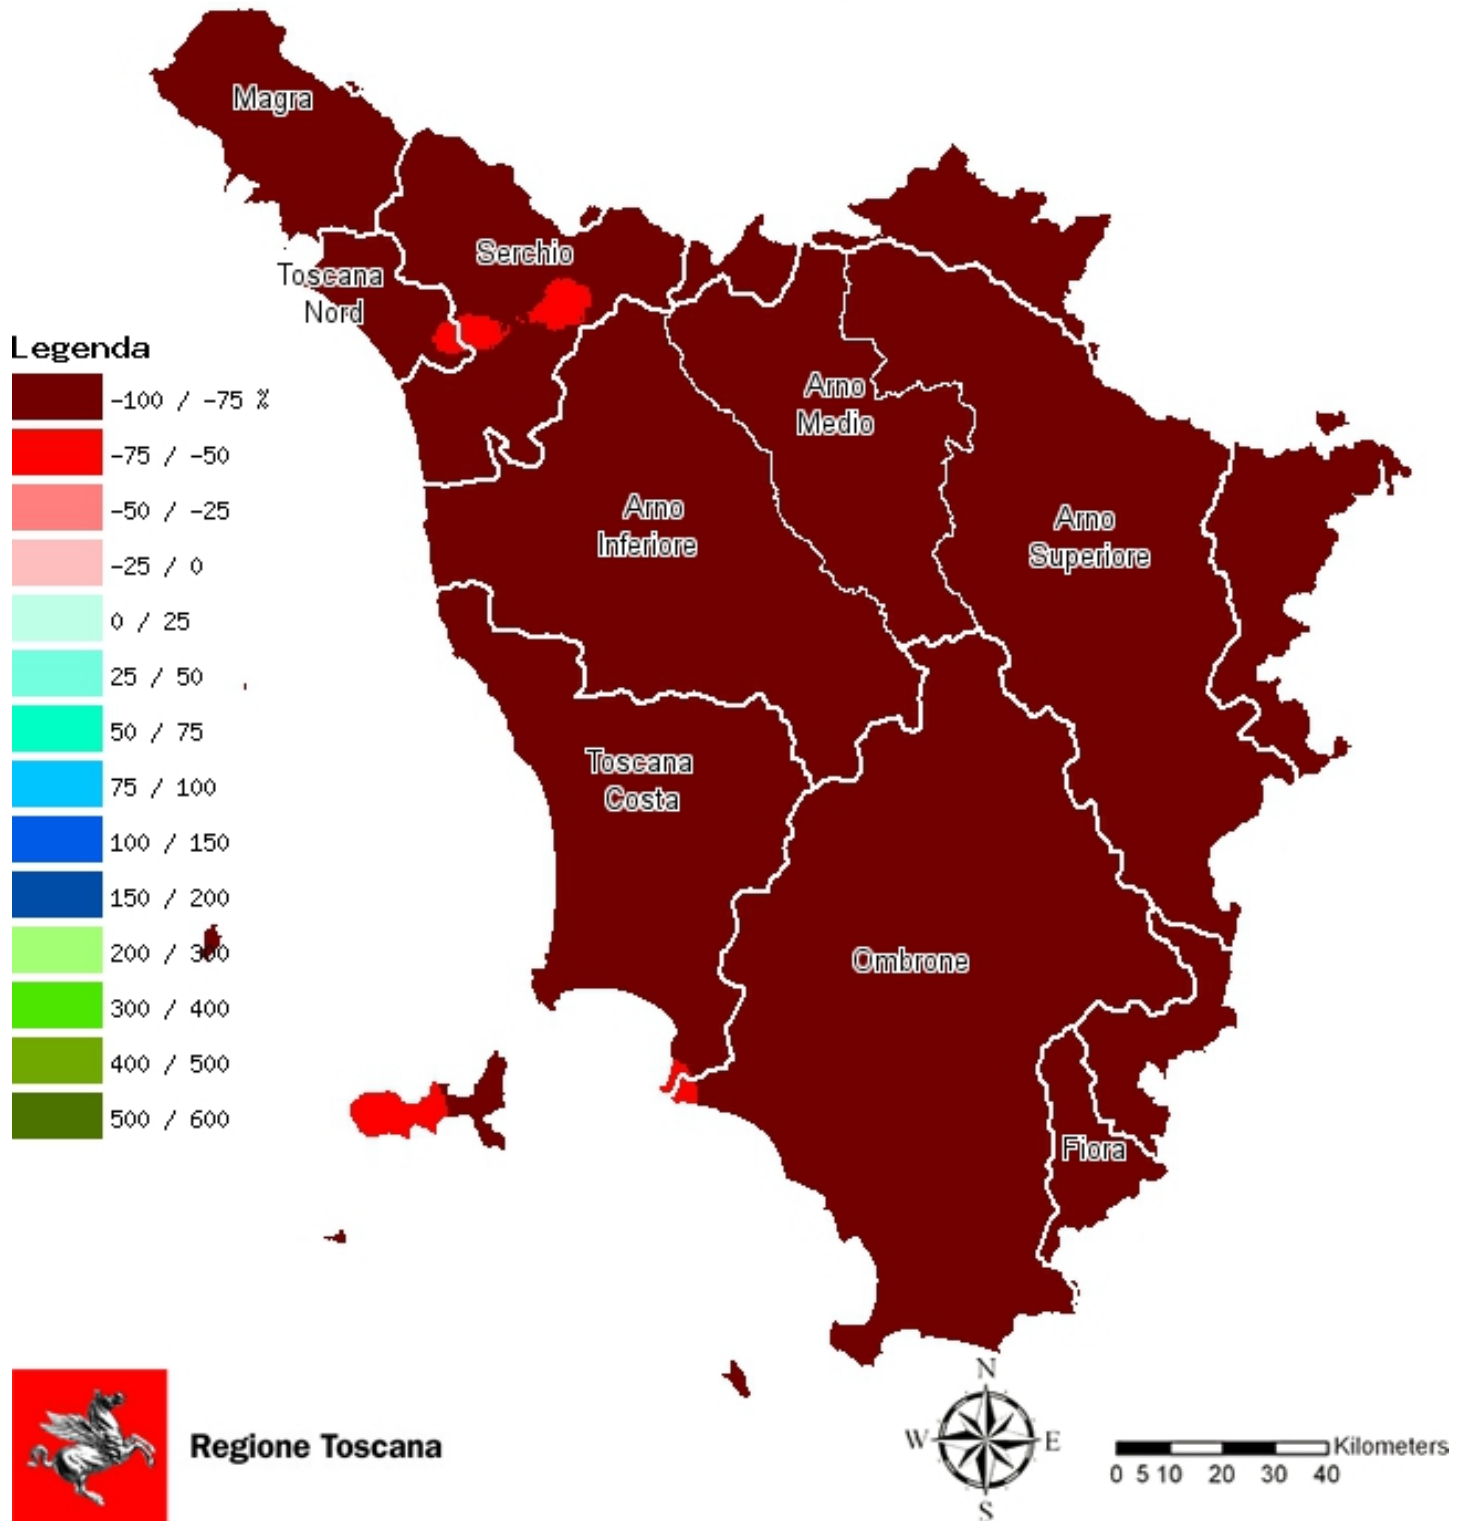 Magra
Serchio
Toscana
Nord
Legenda
-100 / -75 %
-75 / -50
-50 / -25
-25 / 0
0 / 25
25 / 50
50 / 75
75 / 100
100 / 150
150 / 200
200 / 300
300 / 400
400 / 500
500 / 600
Arno
Medio
Arno
Inferiore
Arno
Superiore
Toscana
Costa
Ombrone
Fiora
Regione Toscana
N
W E
S
Kilometers
0 5 10 20 30 40